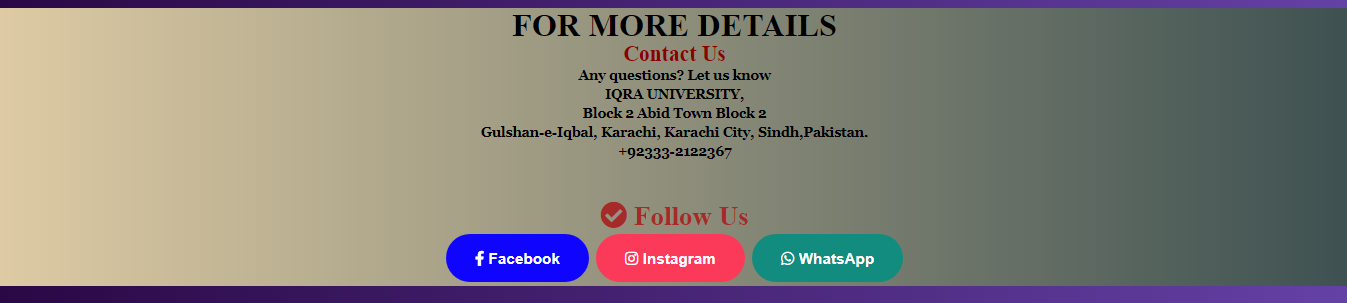 FOR MORE DETAILS
Contact Us
Any questions? Let us know
IQRA UNIVERSITY,
Block 2 Abid Town Block 2
Gulshan-e-Iqbal, Karachi, Karachi City, Sindh,Pakistan.
+92333-2122367
Follow Us
Facebook Instagram WhatsApp